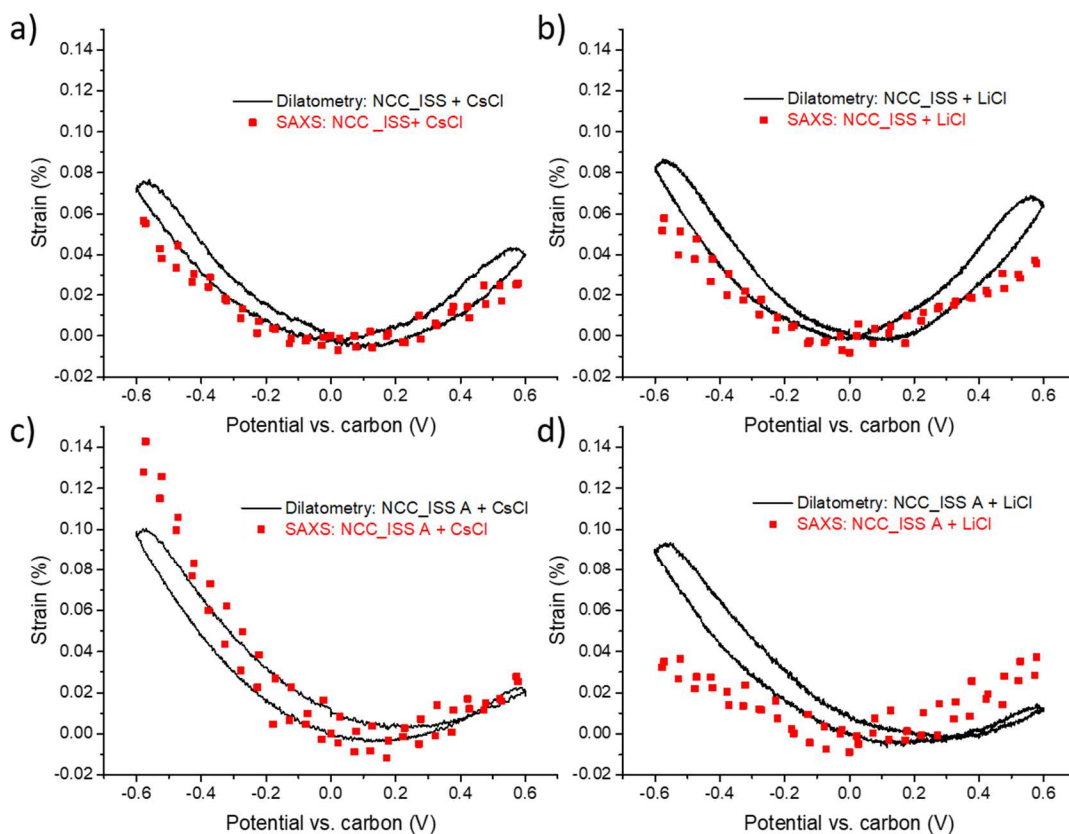 a)
0.14
0.12
0.10
0.08
0.06
0.04
0.02
0.00
-0.02
Strain (%)
Dilatometry: NCC_ISS + CsCl
SAXS: NCC _ISS+ CsCl
-0.6 -0.4 -0.2 0.0 0.2 0.4 0.6
Potential vs. carbon (V)
b)
0.14
0.12
0.10
0.08
0.06
0.04
0.02
0.00
-0.02
Strain (%)
Dilatometry: NCC_ISS + LiCl
SAXS: NCC_ISS + LiCl
-0.6 -0.4 -0.2 0.0 0.2 0.4 0.6
Potential vs. carbon (V)
c)
0.14
0.12
0.10
0.08
0.06
0.04
0.02
0.00
-0.02
Strain (%)
Dilatometry: NCC_ISS A + CsCl
SAXS: NCC_ISS A + CsCl
-0.6 -0.4 -0.2 0.0 0.2 0.4 0.6
Potential vs. carbon (V)
d)
0.14
0.12
0.10
0.08
0.06
0.04
0.02
0.00
-0.02
Strain (%)
Dilatometry: NCC_ISS A + LiCl
SAXS: NCC_ISS A + LiCl
-0.6 -0.4 -0.2 0.0 0.2 0.4 0.6
Potential vs. carbon (V)